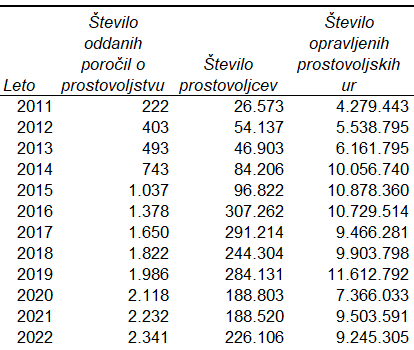 Leto Število oddanih poročil o prostovoljstvu Število prostovoljcev Število opravljenih prostovoljskih ur
2011 222 26.573 4.279.443
2012 403 54.137 5.538.795
2013 493 46.903 6.161.795
2014 743 84.206 10.056.740
2015 1.037 96.822 10.878.360
2016 1.378 307.262 10.729.514
2017 1.650 291.214 9.466.281
2018 1.822 244.304 9.903.798
2019 1.986 284.131 11.612.792
2020 2.118 188.803 7.366.033
2021 2.232 188.520 9.503.591
2022 2.341 226.106 9.245.305